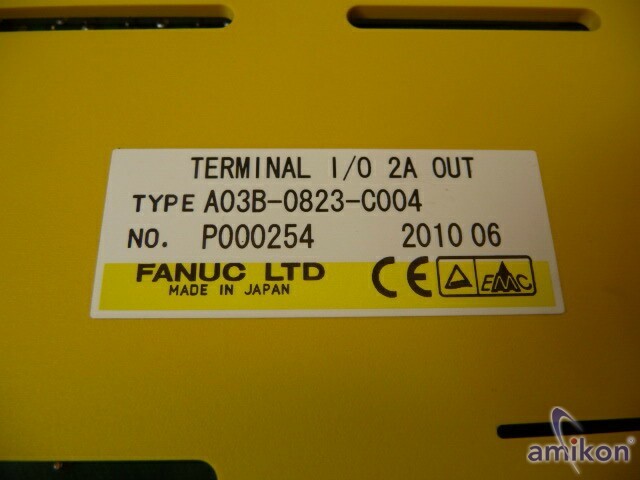 TERMINAL I/O 2A OUT
TYPE A03B-0823-C004
NO. P000254 2010 06
FANUC LTD CE EMC
MADE IN JAPAN
amikon